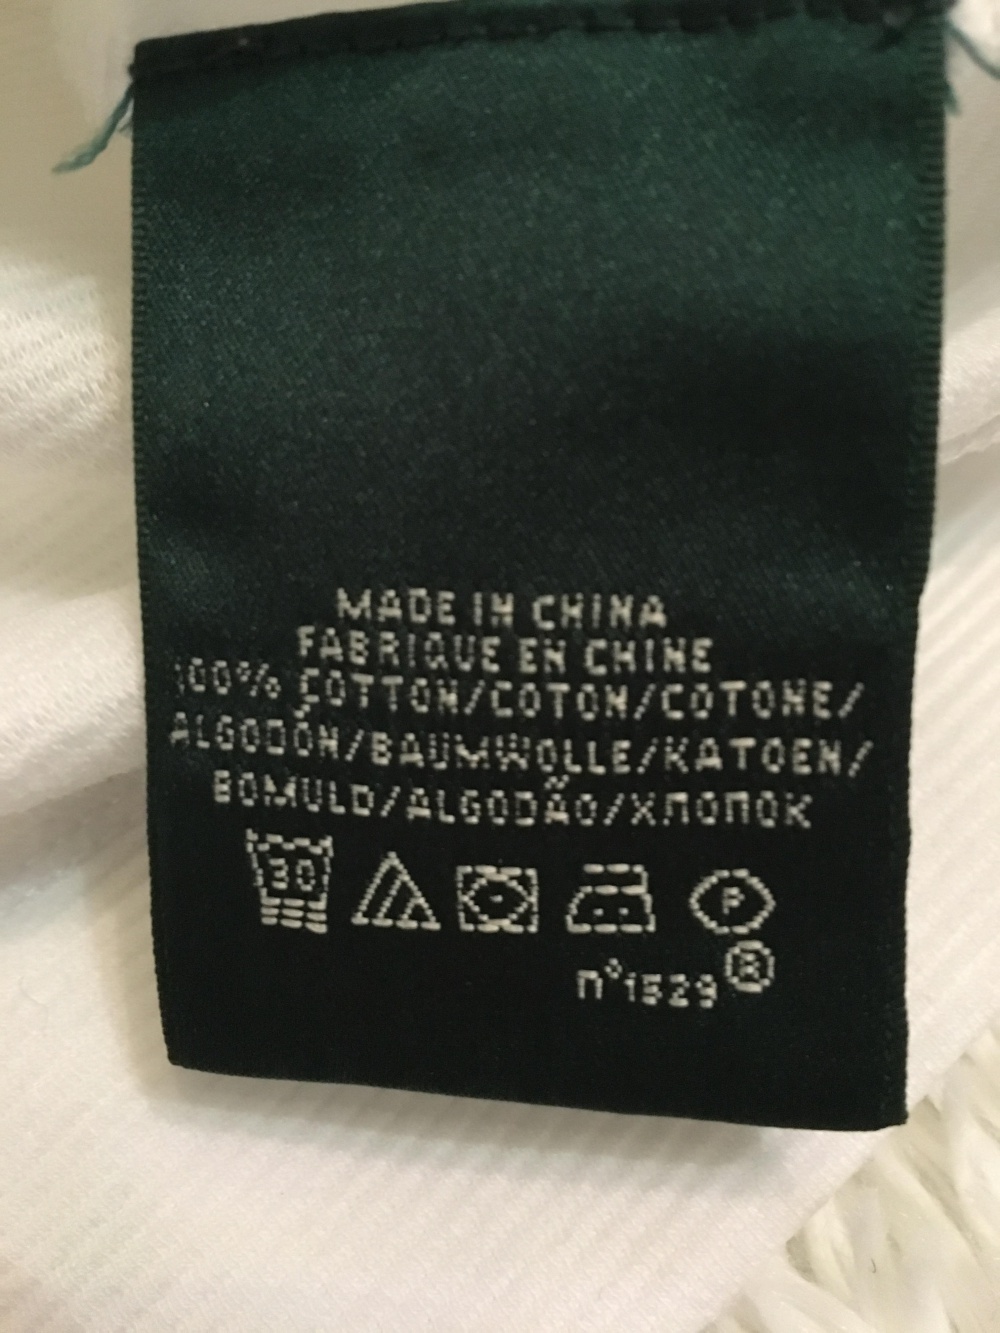 MADE IN CHINA
FABRIQUE EN CHINE
100% COTTON/COTON/COTONE/
ALGODÓN/BAUMWOLLE/KATOEN/
BOMULD/ALGODÃO/ХЛОПОК
30 P
n°1529®